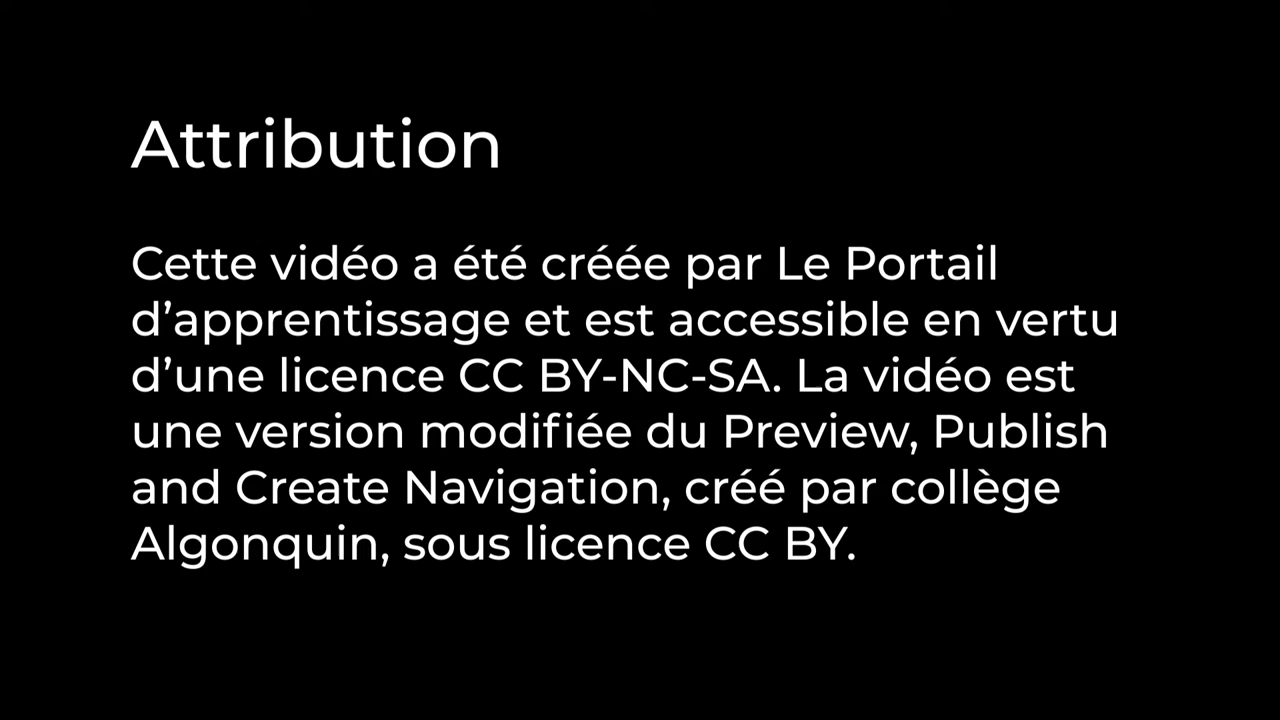 Attribution
Cette vidéo a été créée par Le Portail
d’apprentissage et est accessible en vertu
d’une licence CC BY-NC-SA. La vidéo est
une version modifiée du Preview, Publish
and Create Navigation, créé par collège
Algonquin, sous licence CC BY.